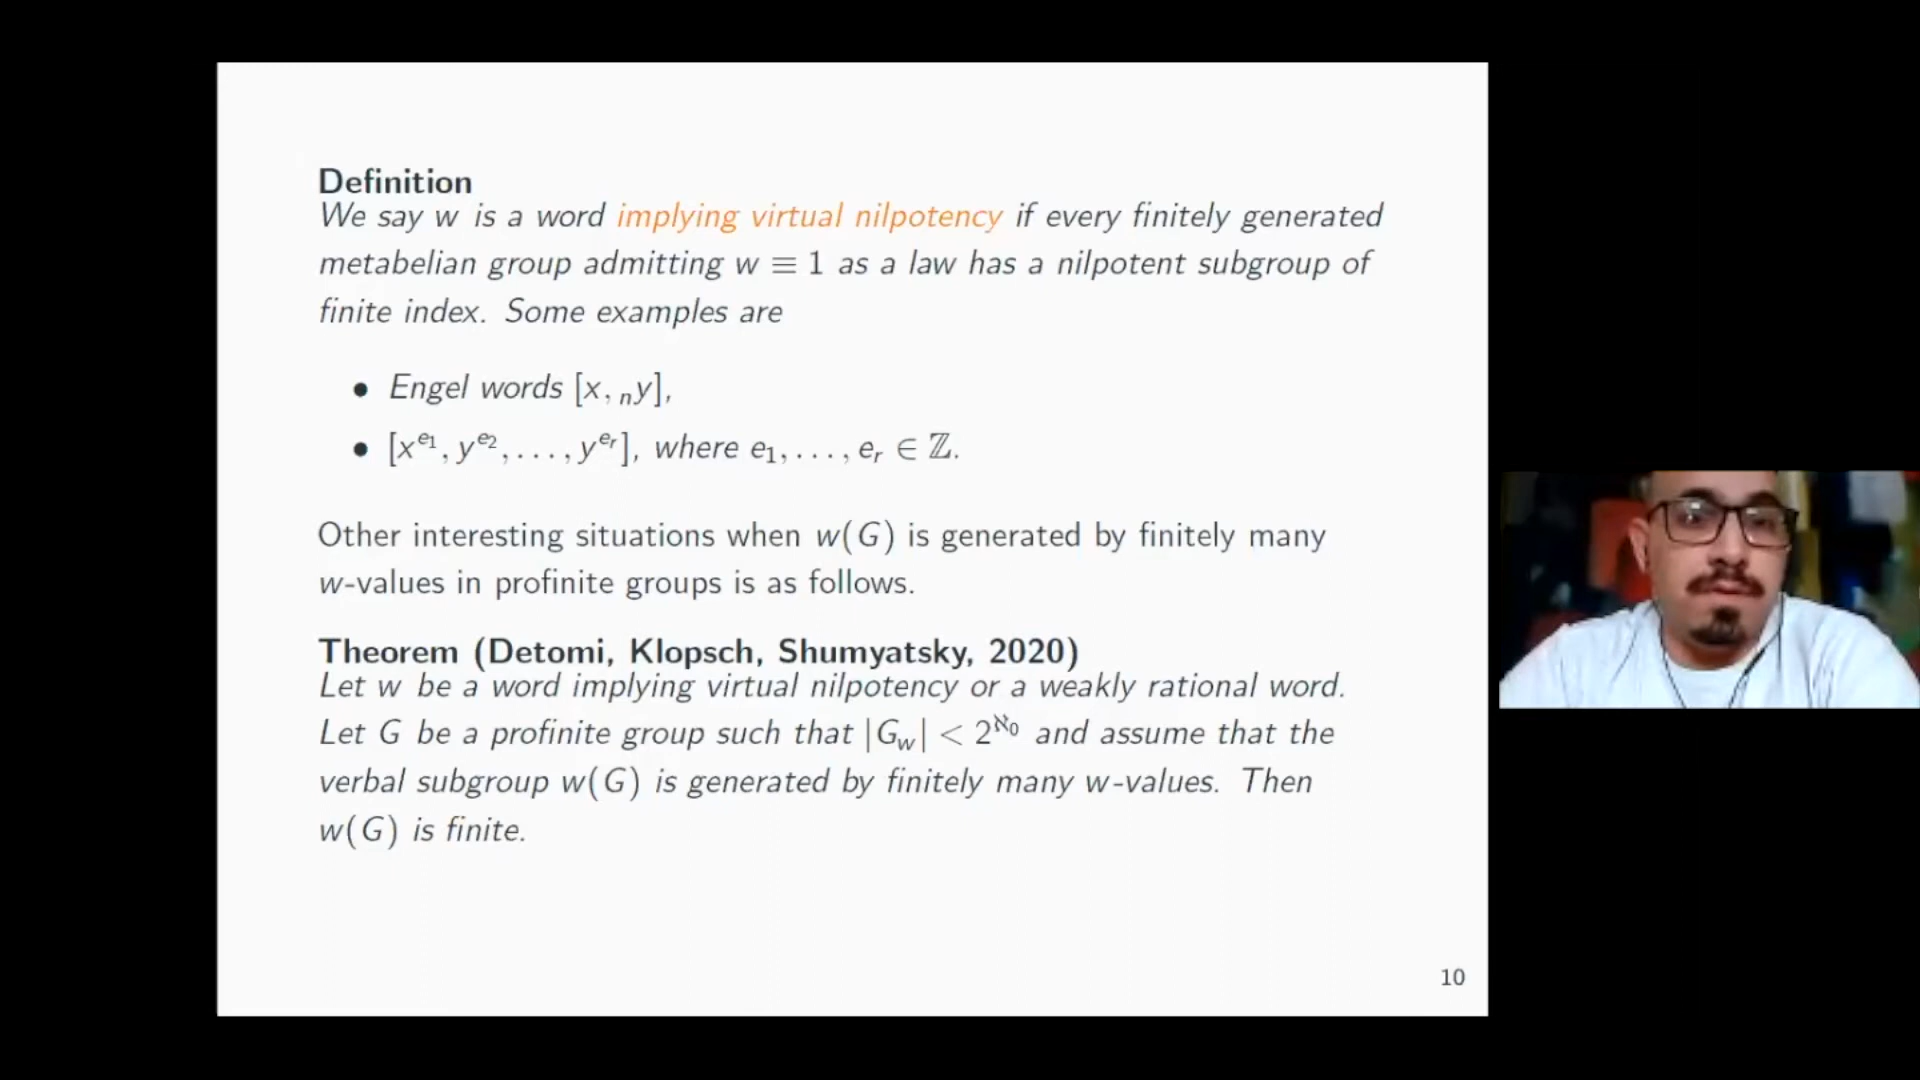 Definition
We say w is a word implying virtual nilpotency if every finitely generated
metabelian group admitting w ≡ 1 as a law has a nilpotent subgroup of
finite index. Some examples are
• Engel words [x, ₙy],
• [x^{e₁}, y^{e₂}, . . . , y^{eᵣ}], where e₁, . . . , eᵣ ∈ ℤ.
Other interesting situations when w(G) is generated by finitely many
w-values in profinite groups is as follows.
Theorem (Detomi, Klopsch, Shumyatsky, 2020)
Let w be a word implying virtual nilpotency or a weakly rational word.
Let G be a profinite group such that |G_w| < 2^{ℵ₀} and assume that the
verbal subgroup w(G) is generated by finitely many w-values. Then
w(G) is finite.
10